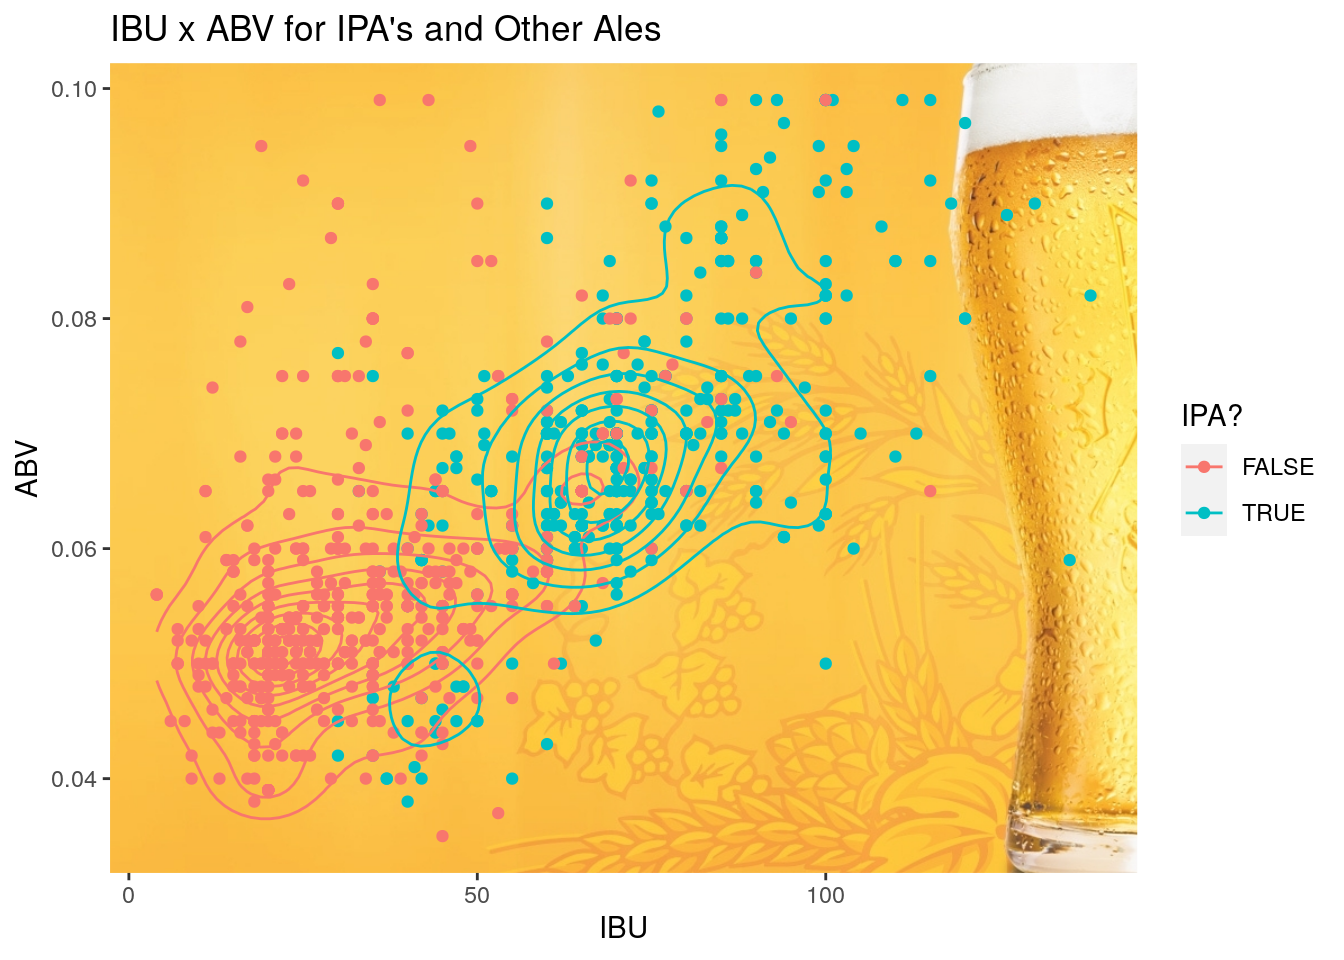 IBU x ABV for IPA's and Other Ales
0.10
0.08
0.06
0.04
ABV
0
50
100
IBU
IPA?
FALSE
TRUE